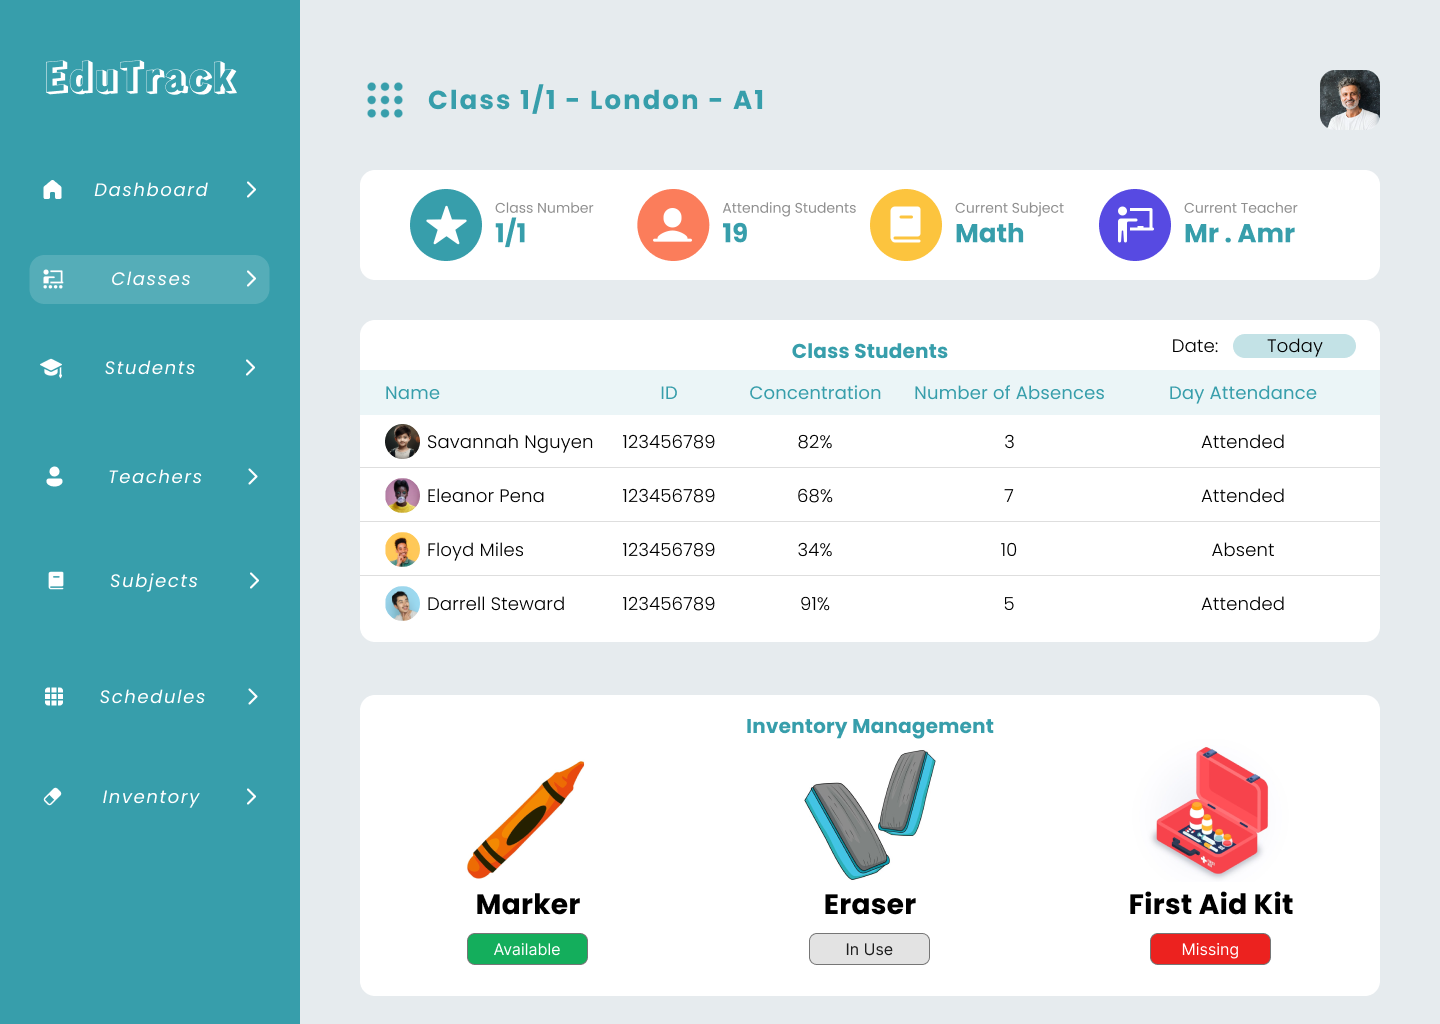 EduTrack
Dashboard
Classes
Students
Teachers
Subjects
Schedules
Inventory
Class 1/1 - London - A1
Class Number
1/1
Attending Students
19
Current Subject
Math
Current Teacher
Mr . Amr
Class Students
Date: Today
Name ID Concentration Number of Absences Day Attendance
Savannah Nguyen 123456789 82% 3 Attended
Eleanor Pena 123456789 68% 7 Attended
Floyd Miles 123456789 34% 10 Absent
Darrell Steward 123456789 91% 5 Attended
Inventory Management
Marker
Available
Eraser
In Use
First Aid Kit
Missing